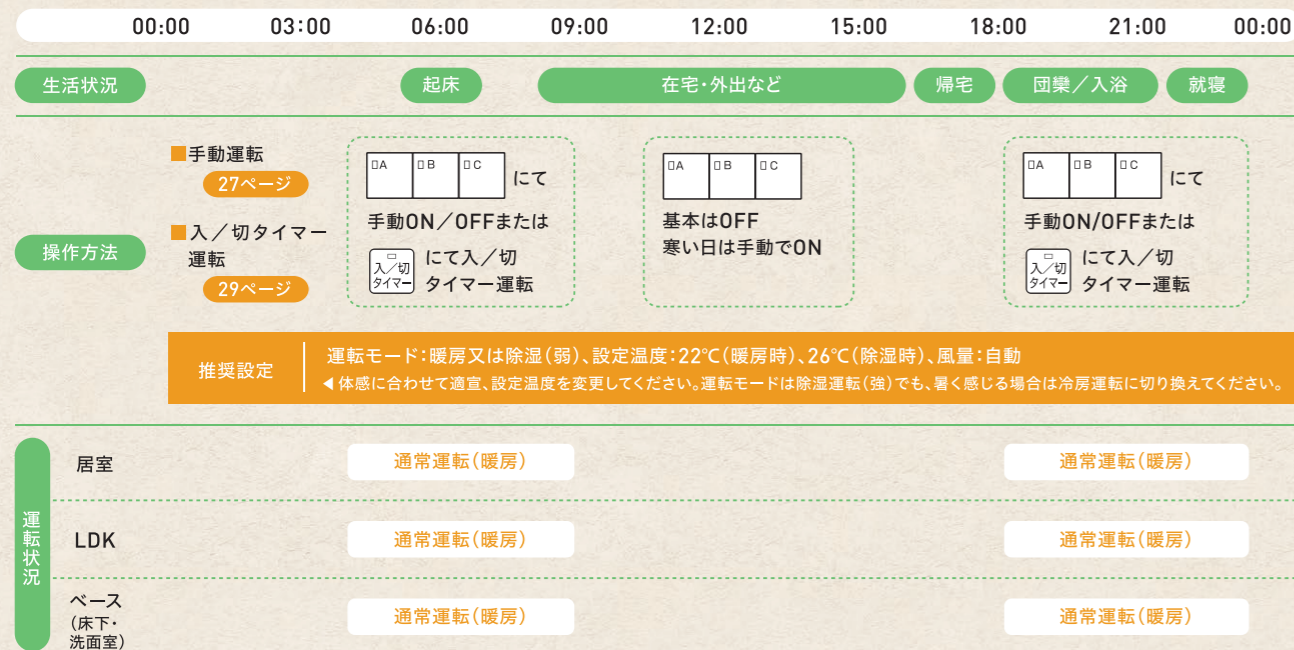 00:00 03:00 06:00 09:00 12:00 15:00 18:00 21:00 00:00
生活状況 起床 在宅・外出など 帰宅 団欒／入浴 就寝
操作方法
■手動運転
27ページ
■入／切タイマー
運転
29ページ
A B C にて
手動ON／OFFまたは
入／切
タイマー
にて入／切
タイマー運転
A B C
基本はOFF
寒い日は手動でON
A B C にて
手動ON/OFFまたは
入／切
タイマー
にて入／切
タイマー運転
推奨設定
運転モード：暖房又は除湿（弱）、設定温度：22℃（暖房時）、26℃（除湿時）、風量：自動
◀体感に合わせて適宜、設定温度を変更してください。運転モードは除湿運転（強）でも、暑く感じる場合は冷房運転に切り換えてください。
運転状況
居室 通常運転（暖房） 通常運転（暖房）
LDK 通常運転（暖房） 通常運転（暖房）
ベース
（床下・
洗面室）
通常運転（暖房） 通常運転（暖房）